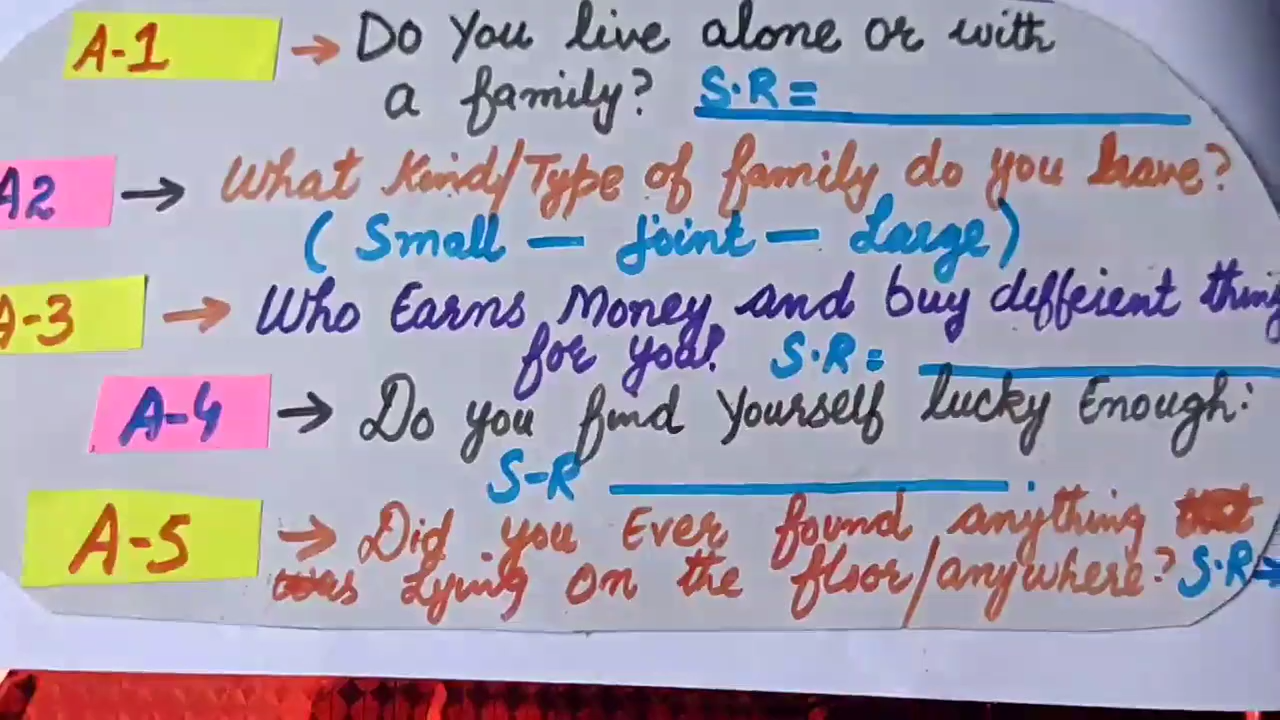 A-1 → Do You live alone or with
a family? S.R = 
A2 → What Kind/Type of family do you have?
( Small — Joint — Large)
A-3 → Who Earns Money and buy different thing
for you? S.R =
A-4 → Do you find Yourself lucky Enough:
S-R
A-5 → Did you Ever found anything
Lying on the floor/anywhere? S.R =